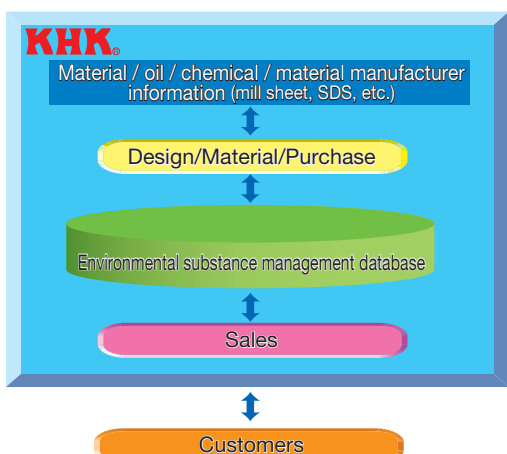 KHK®
Material / oil / chemical / material manufacturer
information (mill sheet, SDS, etc.)
Design/Material/Purchase
Environmental substance management database
Sales
Customers